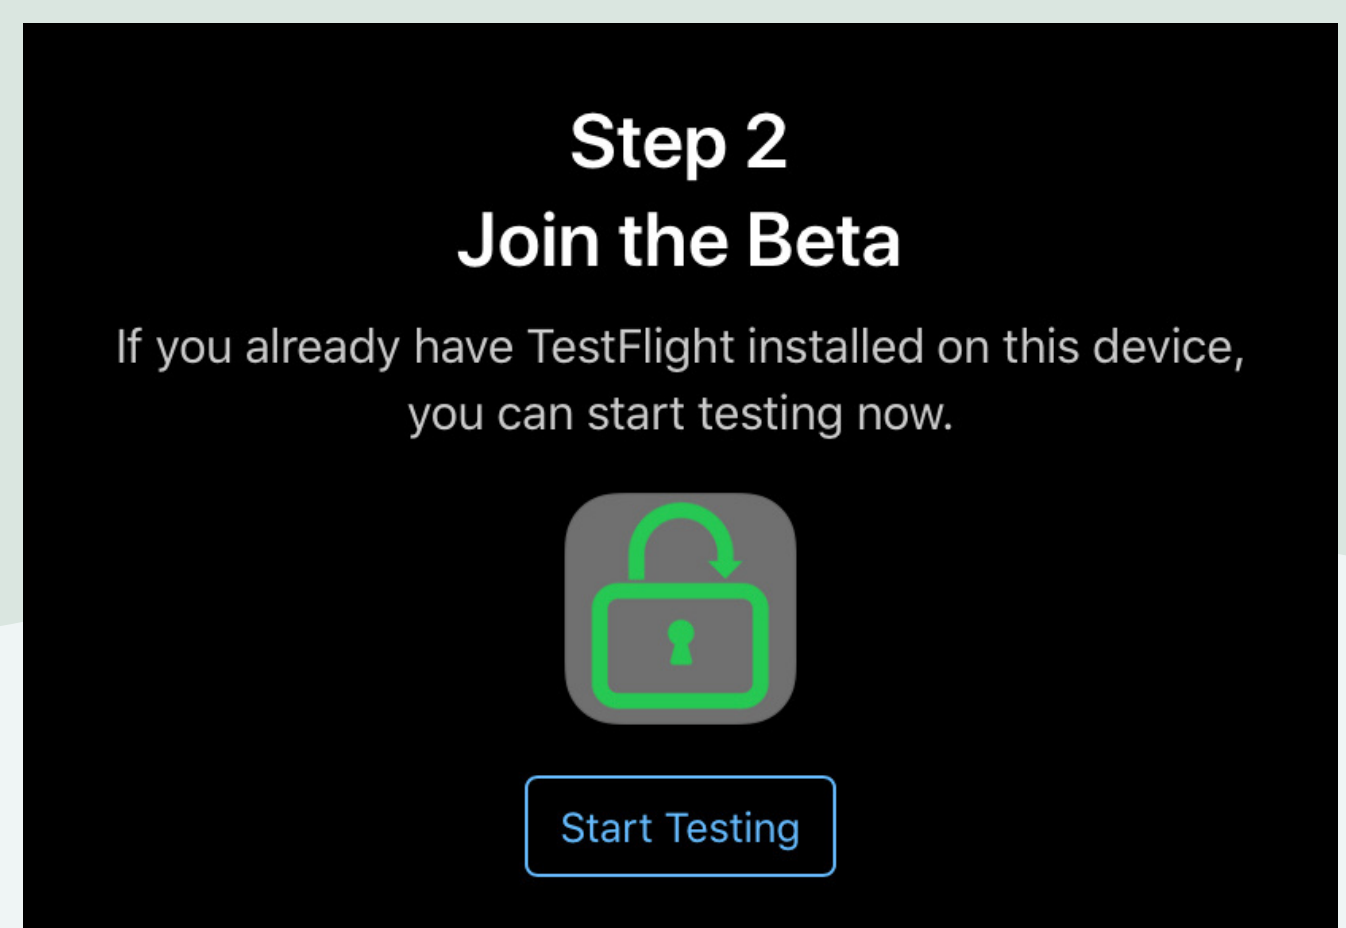 Step 2
Join the Beta
If you already have TestFlight installed on this device,
you can start testing now.
Start Testing